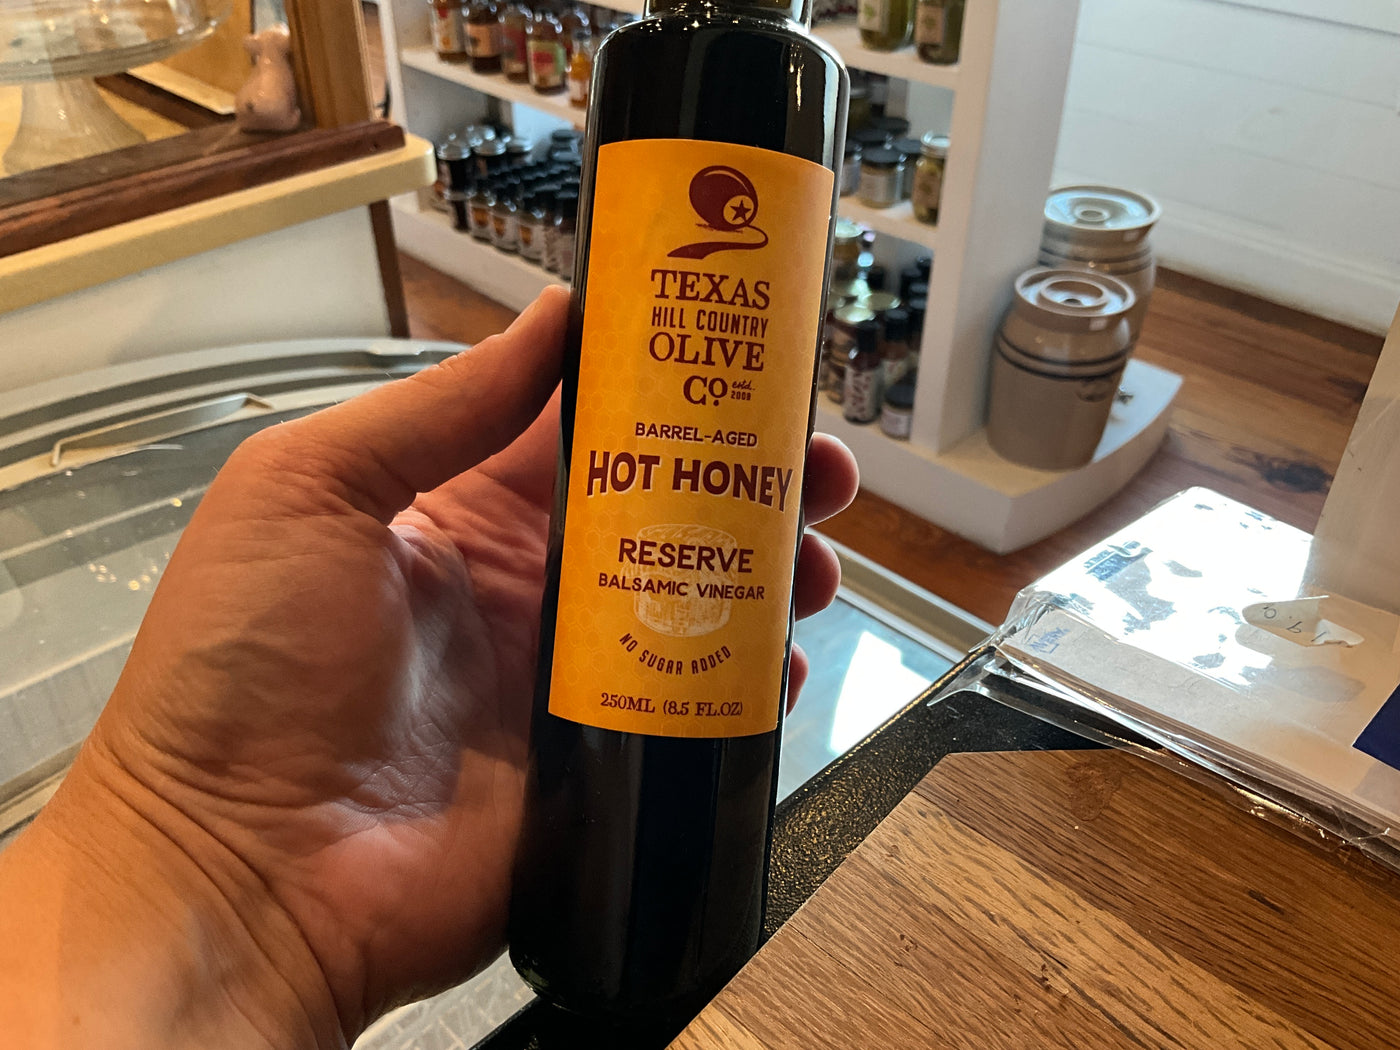 TEXAS
HILL COUNTRY
OLIVE
Co. estd.
2008
BARREL-AGED
HOT HONEY
RESERVE
BALSAMIC VINEGAR
NO SUGAR ADDED
250ML (8.5 FL.OZ)